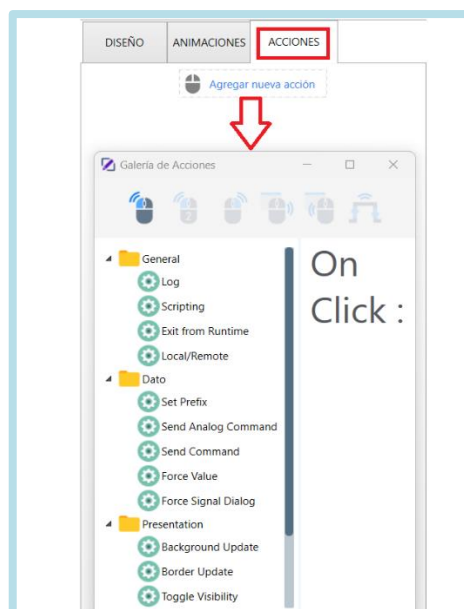 DISEÑO ANIMACIONES ACCIONES
Agregar nueva acción
Galería de Acciones
2
On
Click :
General
Log
Scripting
Exit from Runtime
Local/Remote
Dato
Set Prefix
Send Analog Command
Send Command
Force Value
Force Signal Dialog
Presentation
Background Update
Border Update
Toggle Visibility